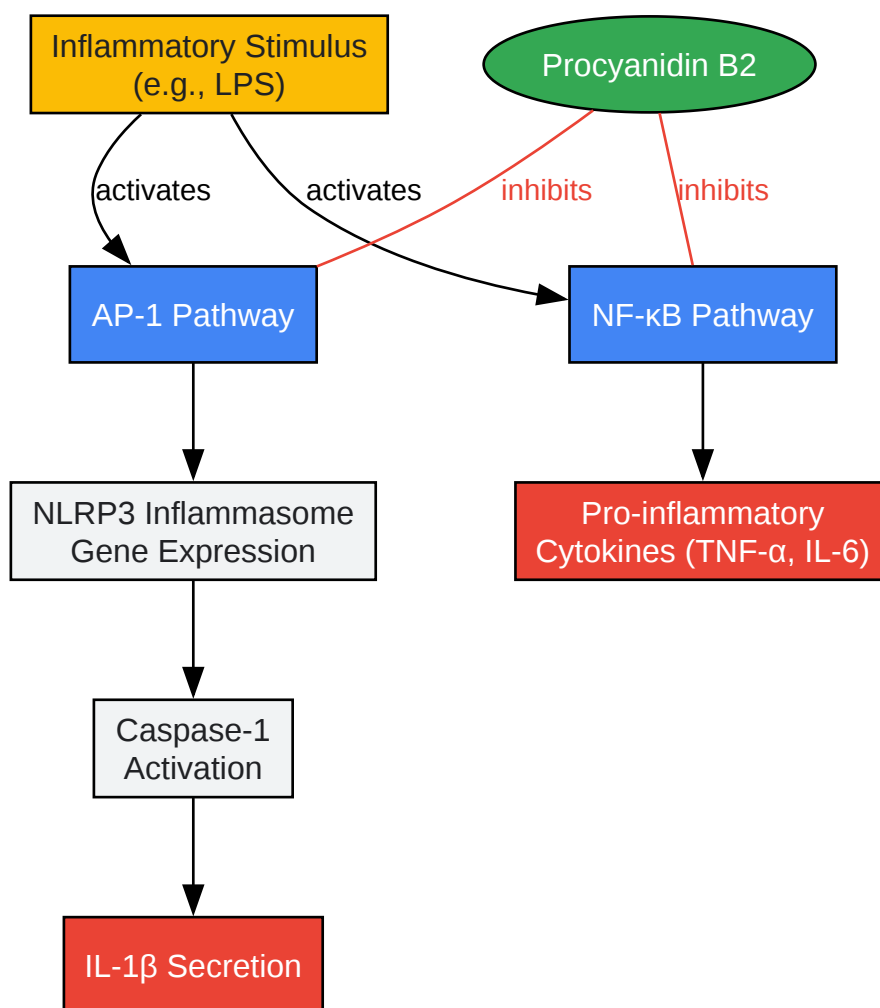 Inflammatory Stimulus
(e.g., LPS)
Procyanidin B2
activates
activates
inhibits
inhibits
AP-1 Pathway
NF-κB Pathway
NLRP3 Inflammasome
Gene Expression
Pro-inflammatory
Cytokines (TNF-α, IL-6)
Caspase-1
Activation
IL-1β Secretion